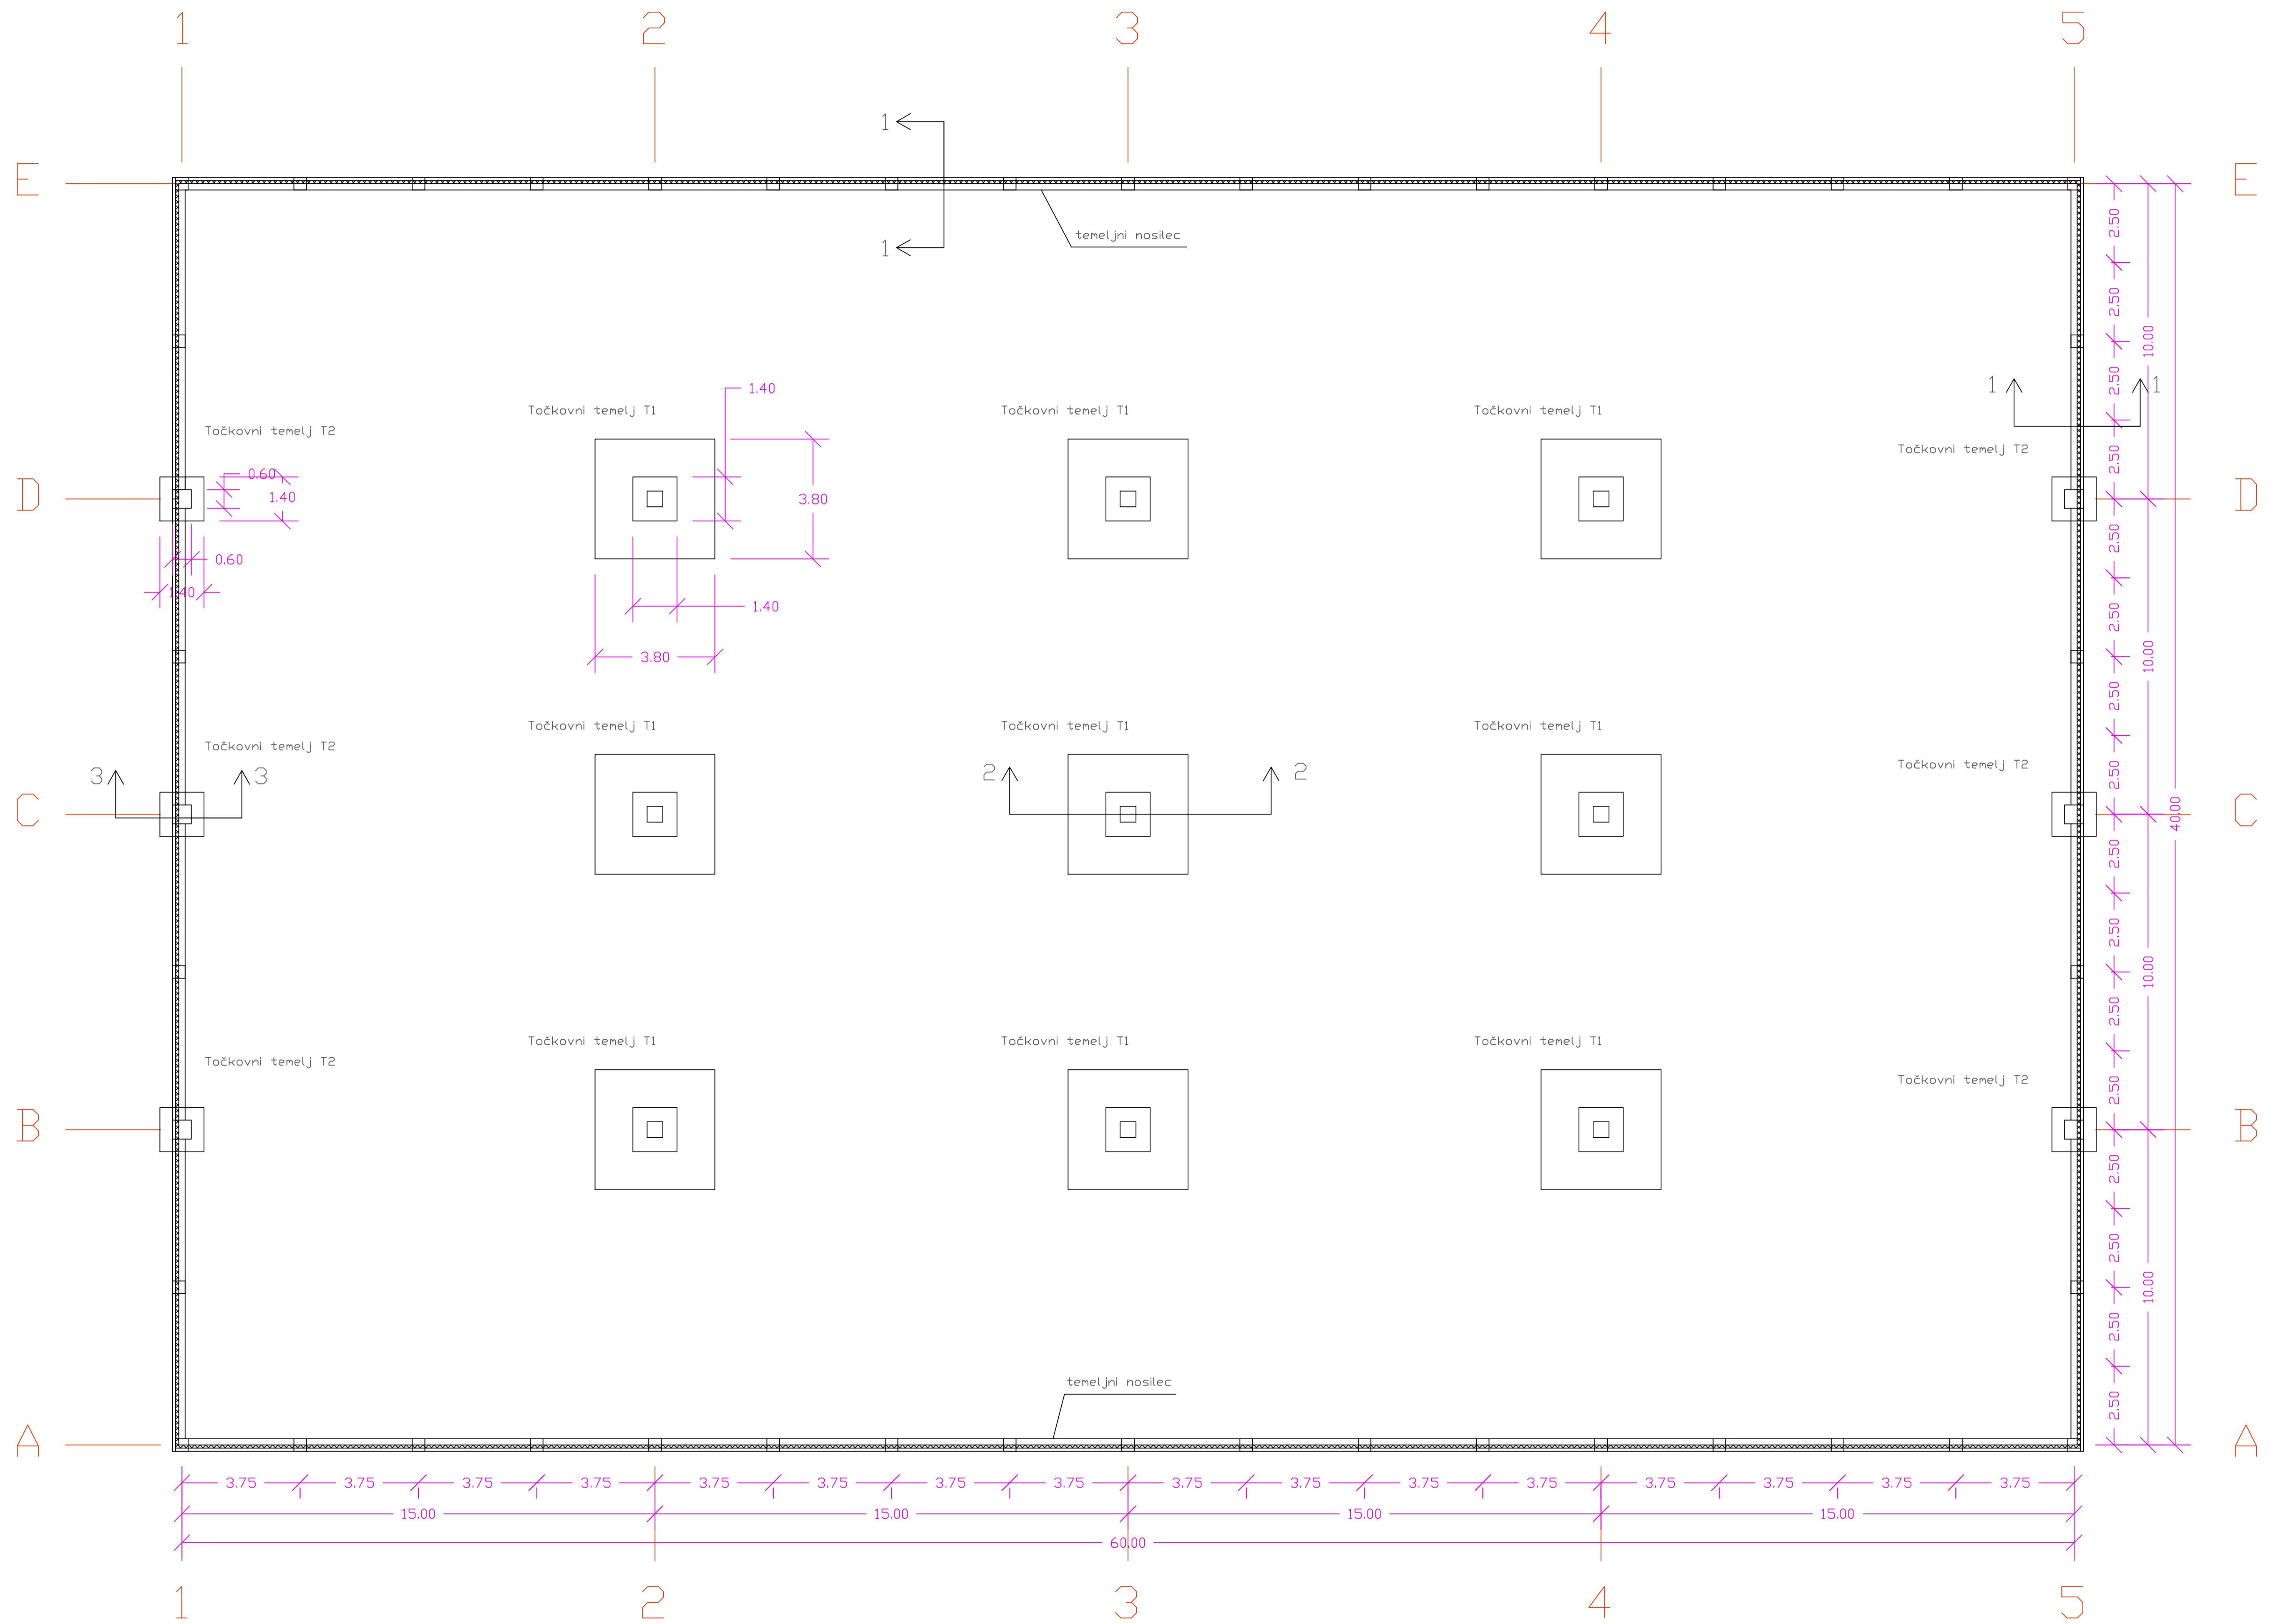 1 2 3 4 5
1
E E
2.50
temeljni nosilec
1
2.50
10.00
1 1
2.50
1.40
Točkovni temelj T1 Točkovni temelj T1 Točkovni temelj T1
Točkovni temelj T2
Točkovni temelj T2
2.50
0.60
D 1.40 3.80 D
2.50
0.60
1.40
1.40
2.50
3.80
10.00
2.50
Točkovni temelj T1 Točkovni temelj T1 Točkovni temelj T1
Točkovni temelj T2
Točkovni temelj T2
3 3 2 2
2.50
C 40.00 C
2.50
2.50
10.00
2.50
Točkovni temelj T1 Točkovni temelj T1 Točkovni temelj T1
Točkovni temelj T2
Točkovni temelj T2
2.50
B B
2.50
2.50
10.00
2.50
temeljni nosilec
2.50
A A
3.75 3.75 3.75 3.75 3.75 3.75 3.75 3.75 3.75 3.75 3.75 3.75 3.75 3.75 3.75 3.75
15.00 15.00 15.00 15.00
60.00
1 2 3 4 5